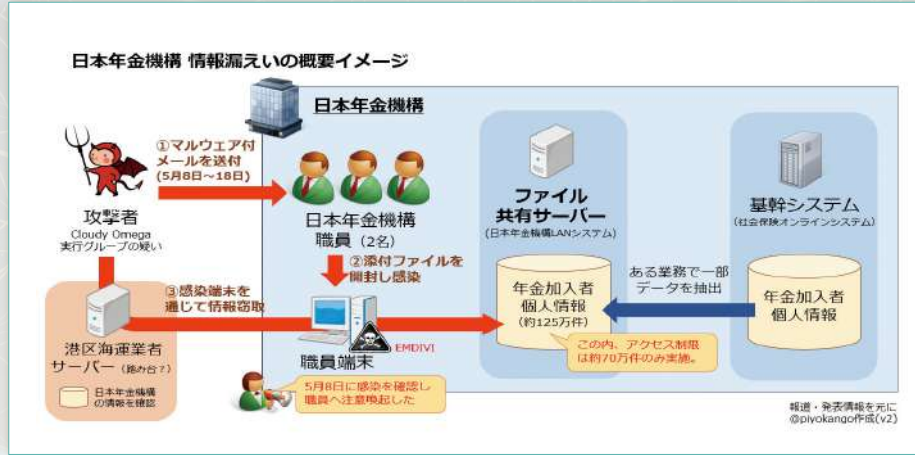 日本年金機構 情報漏えいの概要イメージ
日本年金機構
①マルウェア付
メールを送付
(5月8日～18日)
攻撃者
Cloudy Omega
実行グループの疑い
日本年金機構
職員（2名）
②添付ファイルを
開封し感染
③感染端末を
通じて情報窃取
港区海運業者
サーバー（踏み台？）
日本年金機構
の情報を確認
EMDIVI
職員端末
5月8日に感染を確認し
職員へ注意喚起した
ファイル
共有サーバー
(日本年金機構LANシステム)
年金加入者
個人情報
(約125万件)
この内、アクセス制限
は約70万件のみ実施。
ある業務で一部
データを抽出
基幹システム
(社会保険オンラインシステム)
年金加入者
個人情報
報道・発表情報を元に
@piyokango作成(v2)